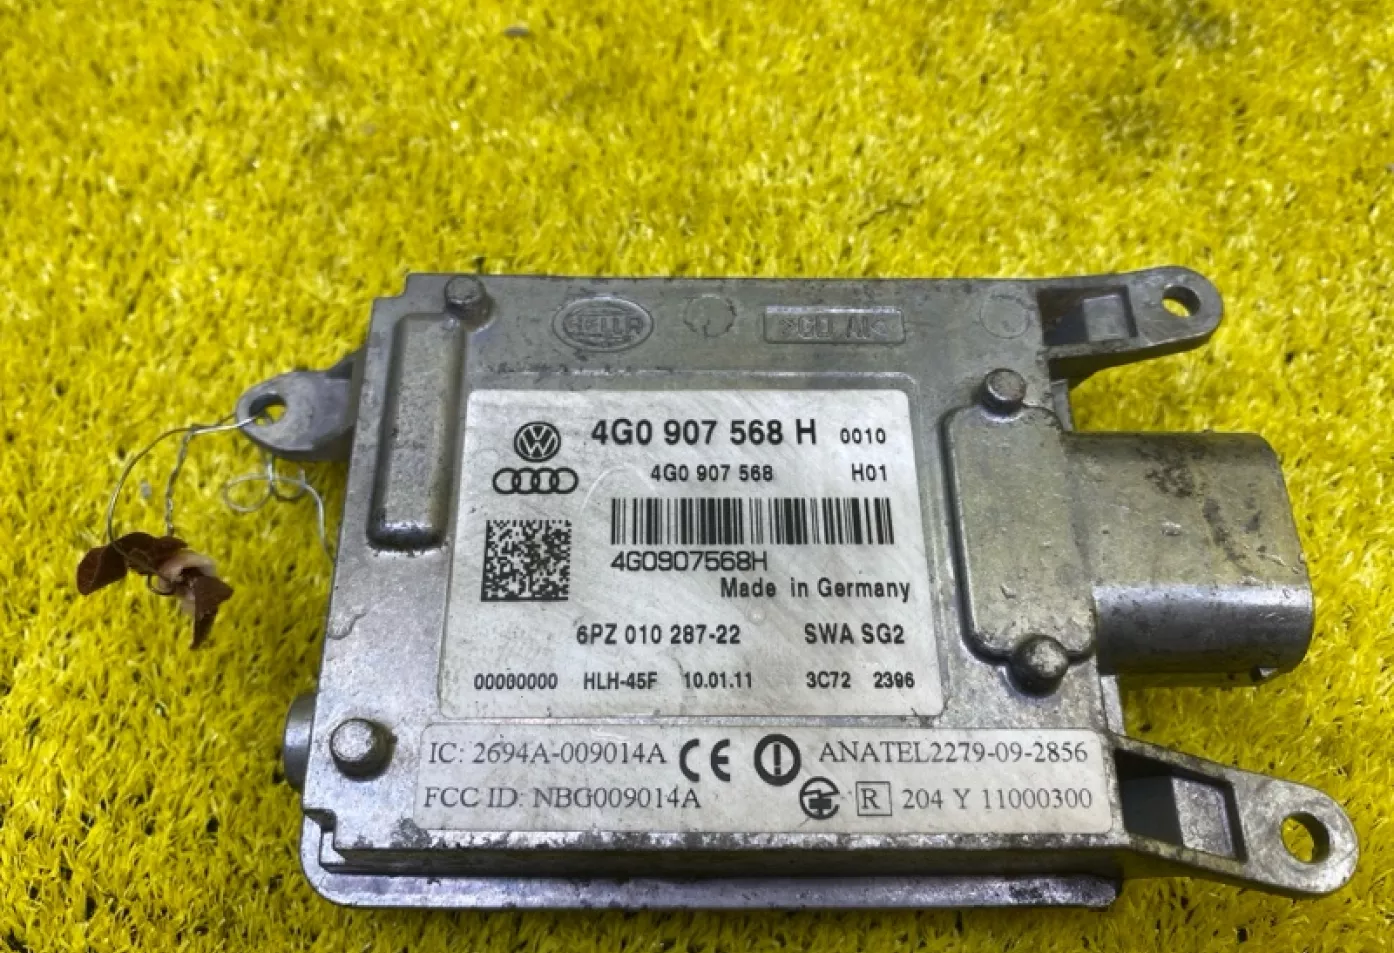 HELLA
4G0 907 568 H 0010
4G0 907 568 H01
4G0907568H
Made in Germany
6PZ 010 287-22 SWA SG2
00000000 HLH-45F 10.01.11 3C72 2396
IC: 2694A-009014A CE ANATEL2279-09-2856
FCC ID: NBG009014A R 204 Y 11000300